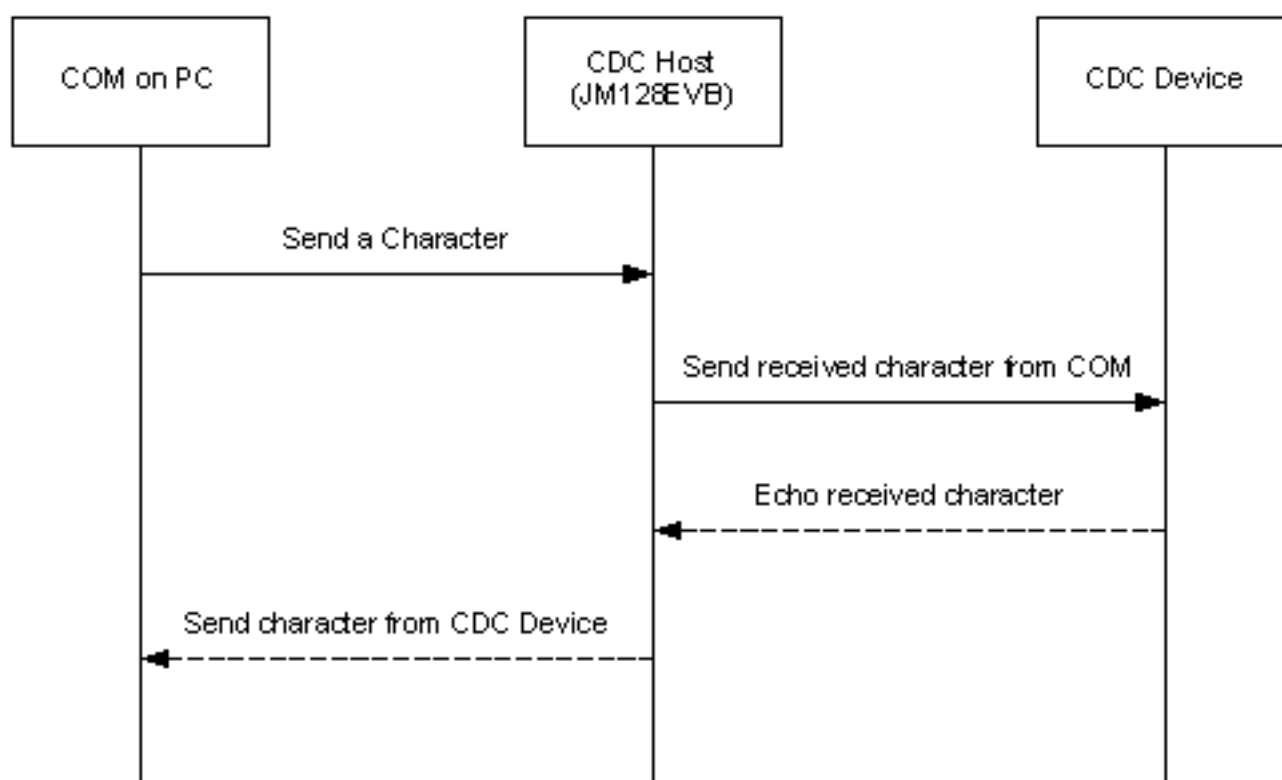 COM on PC
CDC Host
(JM128EVB)
CDC Device
Send a Character
Send received character from COM
Echo received character
Send character from CDC Device